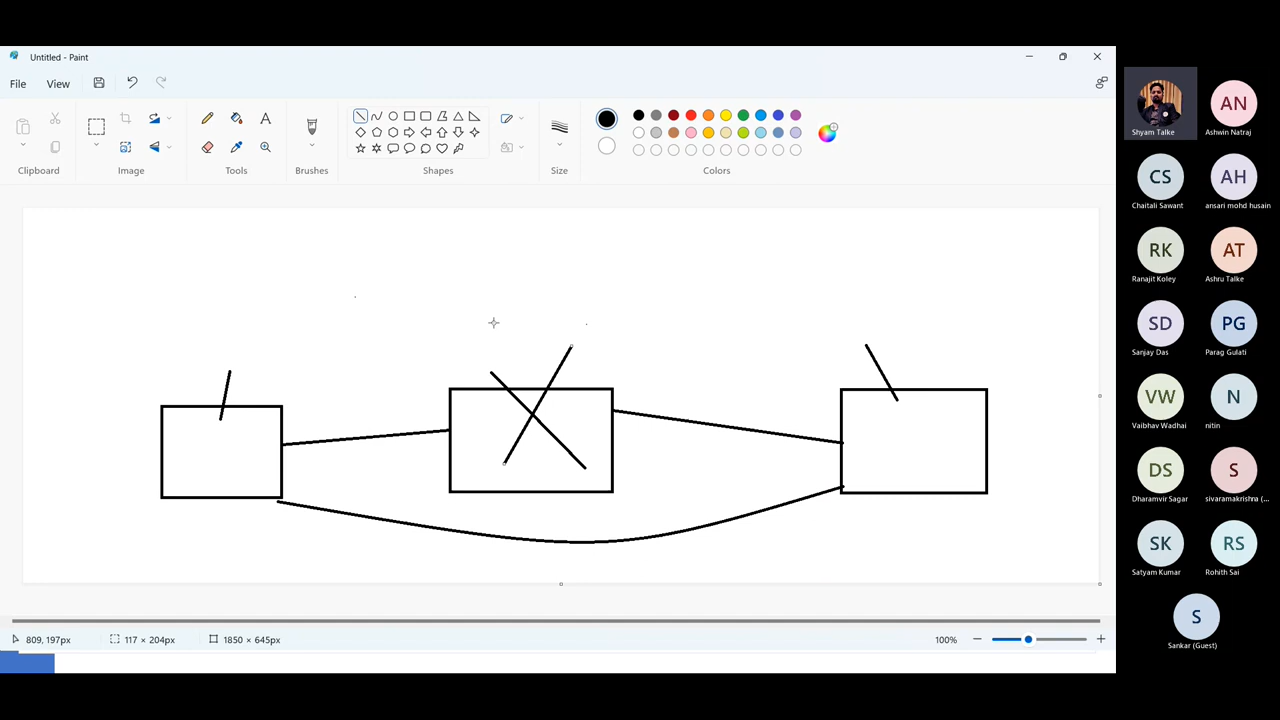 Untitled - Paint
File
View
Clipboard
Image
Tools
Brushes
Shapes
Size
Colors
809, 197px
117 × 204px
1850 × 645px
100%
Shyam Talke
AN
Ashwin Natraj
CS
Chaitali Sawant
AH
ansari mohd husain
RK
Ranajit Koley
AT
Ashru Talke
SD
Sanjay Das
PG
Parag Gulati
VW
Vaibhav Wadhai
N
nitin
DS
Dharamvir Sagar
S
sivaramakrishna (...
SK
Satyam Kumar
RS
Rohith Sai
S
Sankar (Guest)